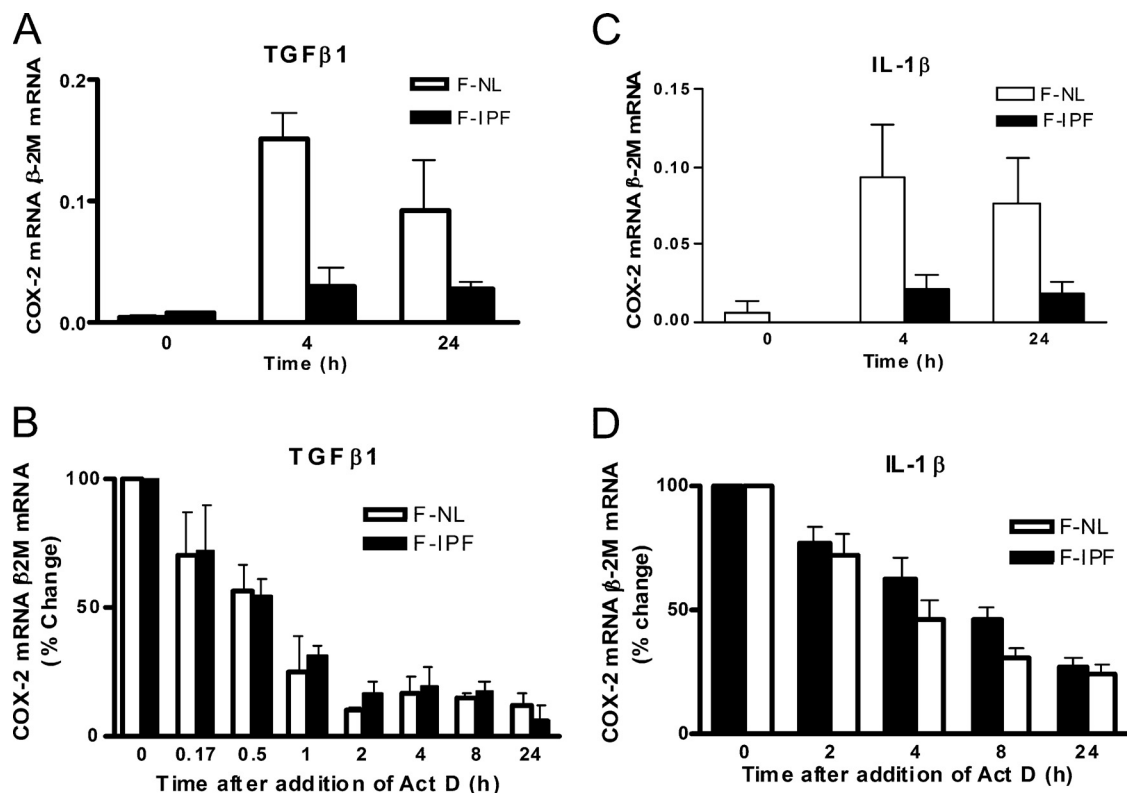 A
TGFβ1
COX-2 mRNA β-2M mRNA
0.2
0.1
0.0
F-NL
F-IPF
0
4
24
Time (h)
C
IL-1β
COX-2 mRNA β-2M mRNA
0.15
0.10
0.05
0.00
F-NL
F-IPF
0
4
24
Time (h)
B
TGFβ1
COX-2 mRNA β2M mRNA
(% Change)
100
50
0
F-NL
F-IPF
0 0.17 0.5 1 2 4 8 24
Time after addition of Act D (h)
D
IL-1β
COX-2 mRNA β-2M mRNA
(% change)
100
50
0
F-NL
F-IPF
0 2 4 8 24
Time after addition of Act D (h)